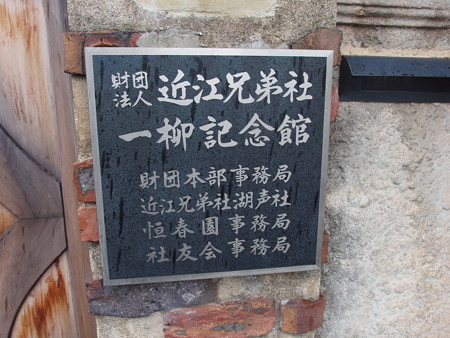 財団法人 近江兄弟社
一柳記念館
財団本部事務局
近江兄弟社湖声社
恒春園事務局
社友会事務局